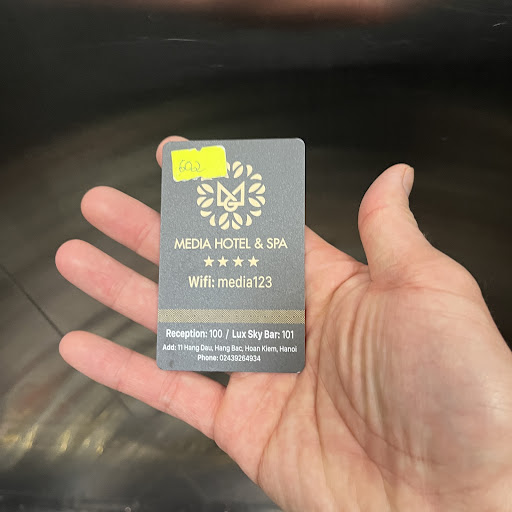 602
MEDIA HOTEL & SPA
★★★★
Wifi: media123
Reception: 100 / Lux Sky Bar: 101
Add: 11 Hang Dau, Hang Bac, Hoan Kiem, Hanoi
Phone: 02439264934